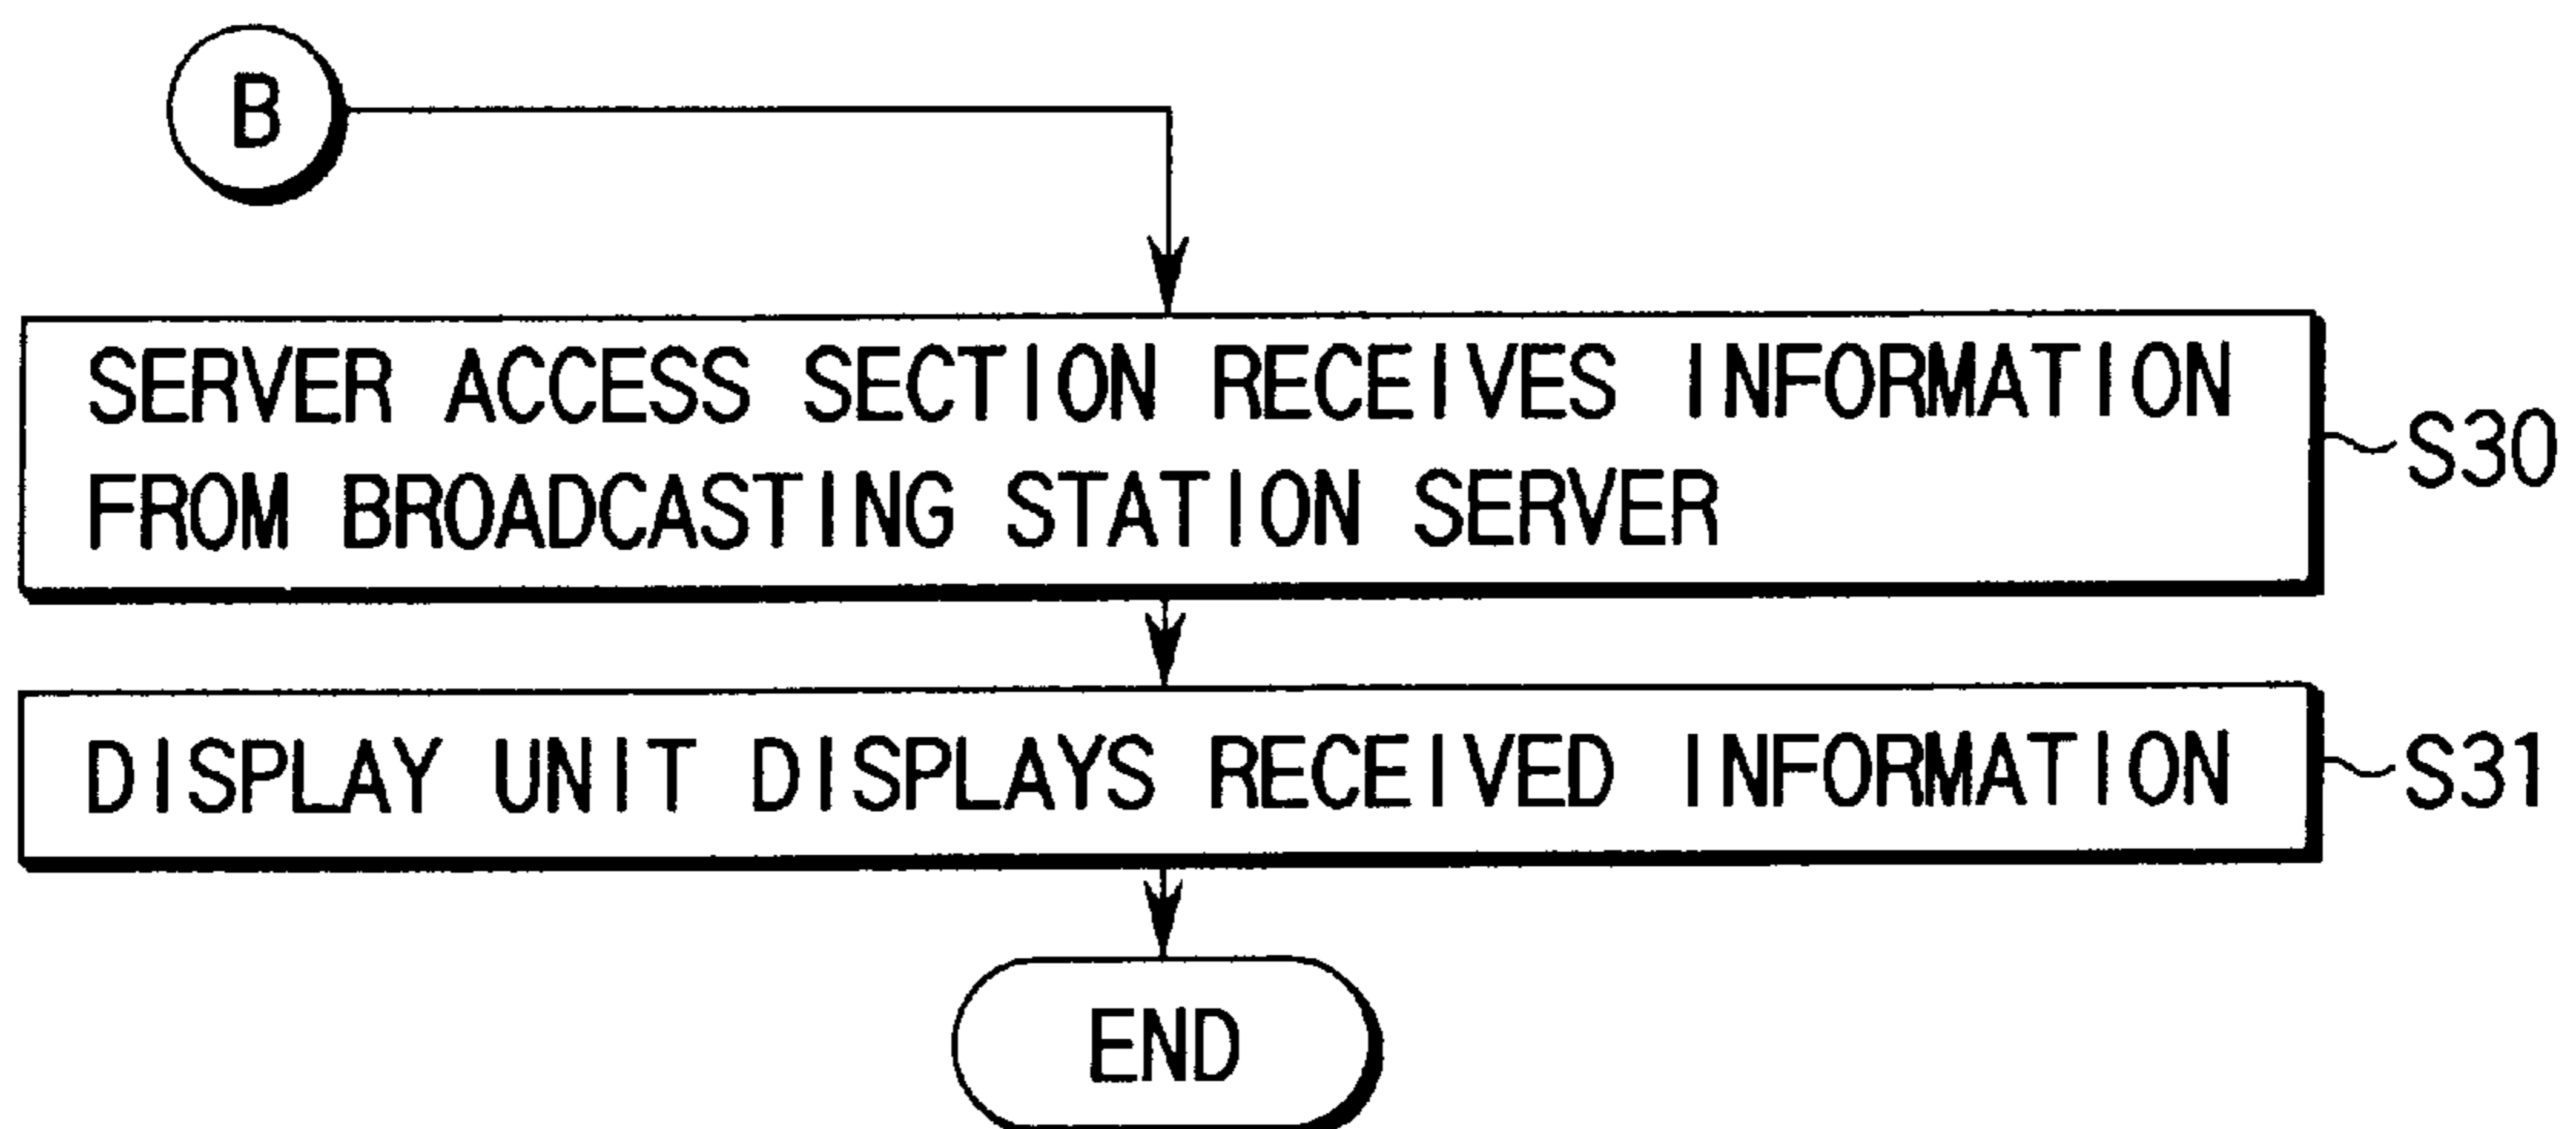 B
SERVER ACCESS SECTION RECEIVES INFORMATION
FROM BROADCASTING STATION SERVER
S30
DISPLAY UNIT DISPLAYS RECEIVED INFORMATION
S31
END